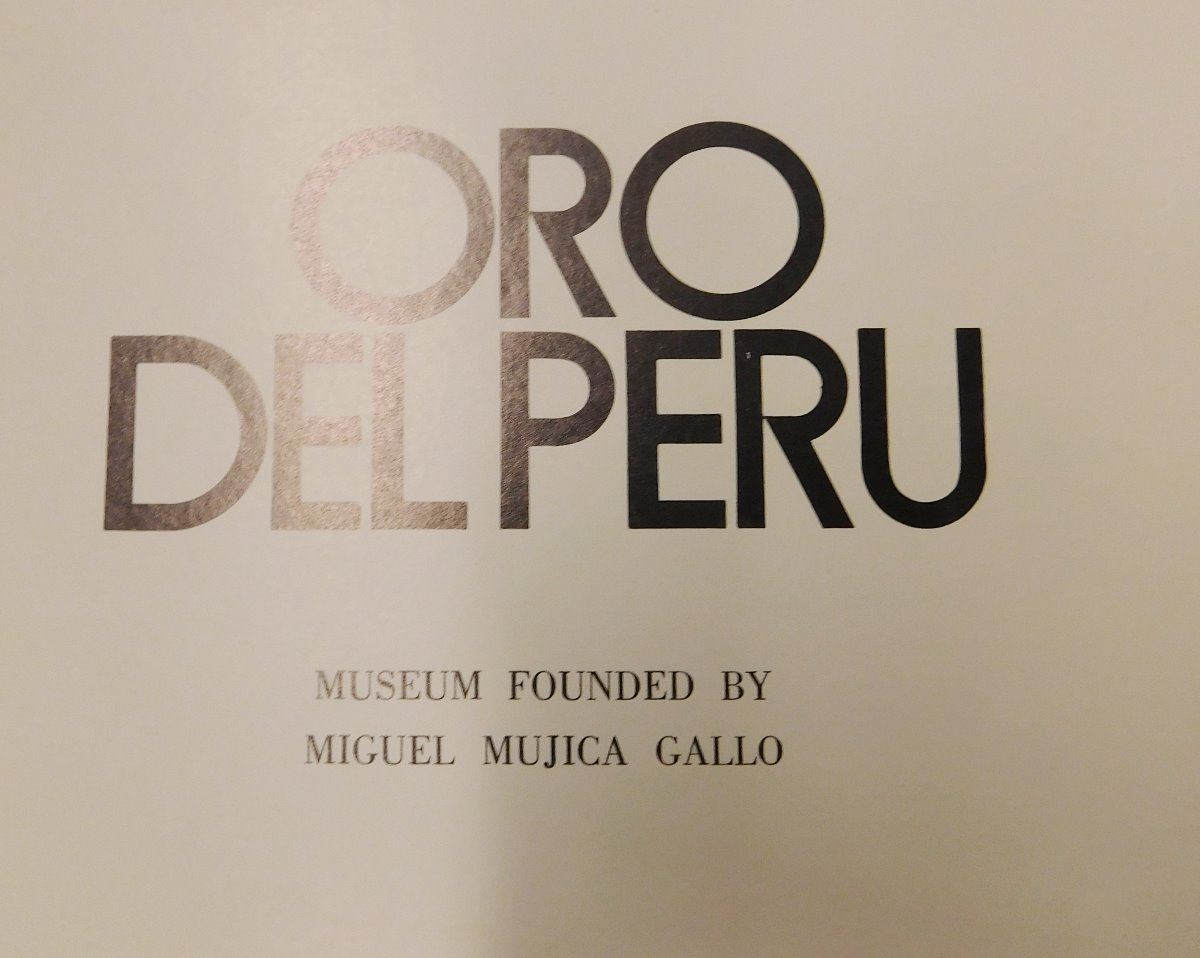 ORO
DEL PERU
MUSEUM FOUNDED BY
MIGUEL MUJICA GALLO